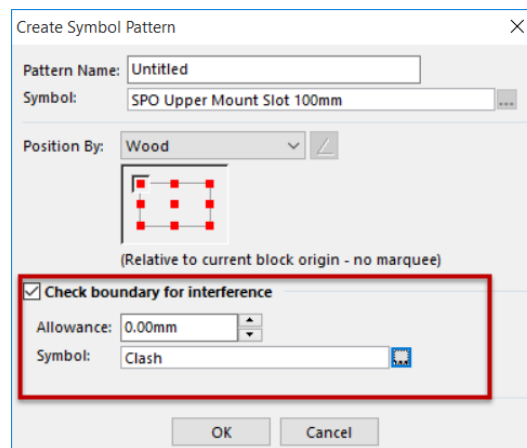 Create Symbol Pattern
Pattern Name: Untitled
Symbol: SPO Upper Mount Slot 100mm ...
Position By: Wood
(Relative to current block origin - no marquee)
Check boundary for interference
Allowance: 0.00mm
Symbol: Clash ...
OK Cancel